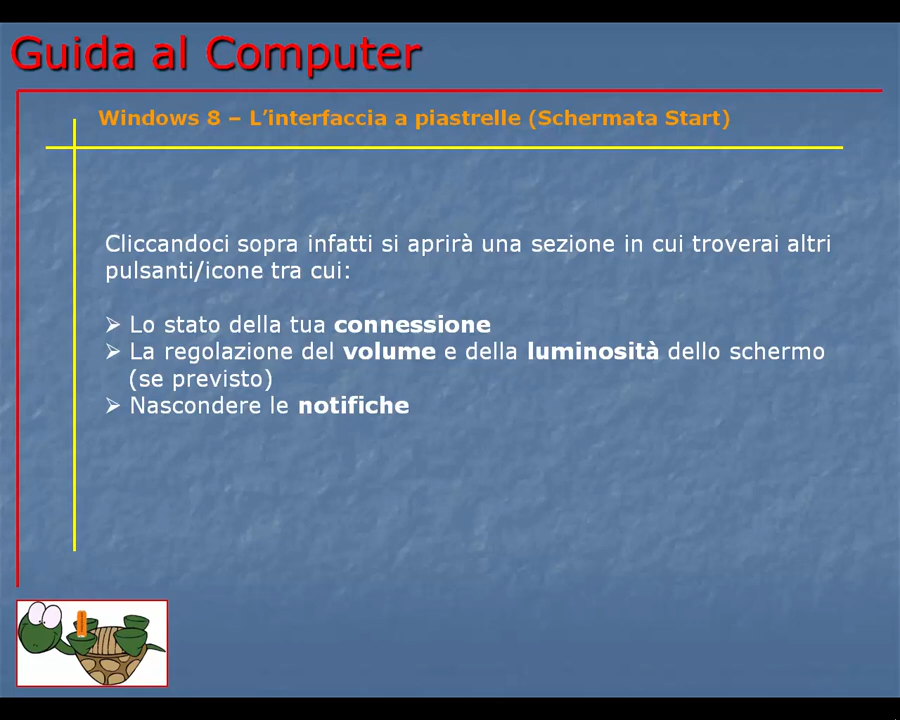 Guida al Computer
Windows 8 – L’interfaccia a piastrelle (Schermata Start)
Cliccandoci sopra infatti si aprirà una sezione in cui troverai altri
pulsanti/icone tra cui:
➢ Lo stato della tua connessione
➢ La regolazione del volume e della luminosità dello schermo
(se previsto)
➢ Nascondere le notifiche